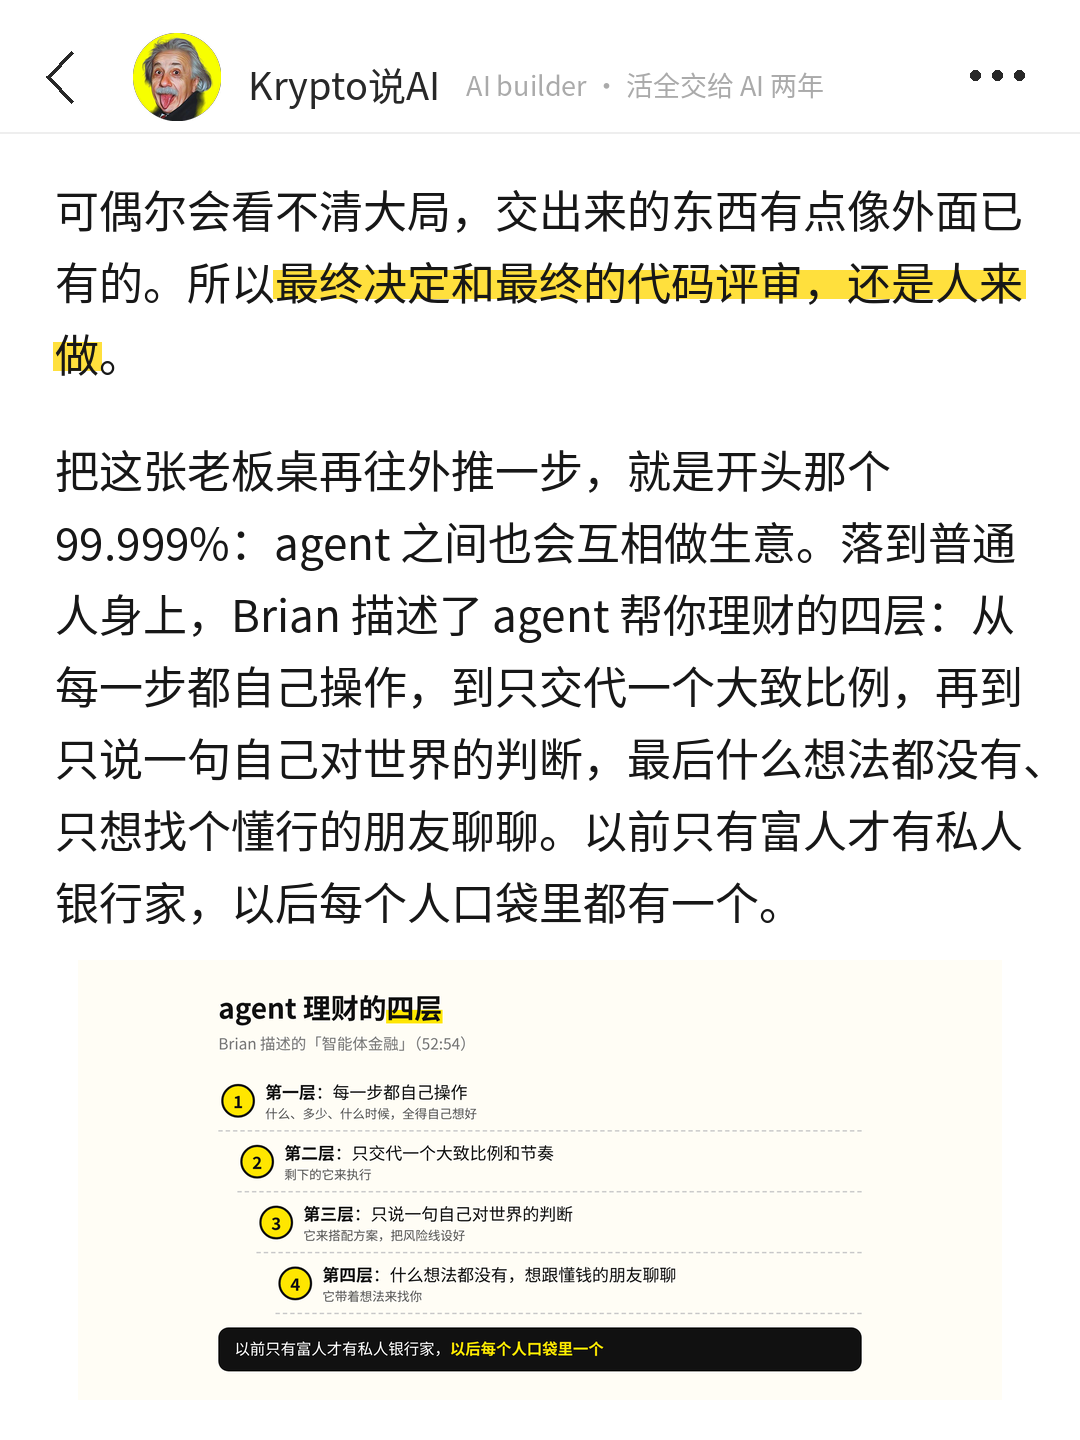 Krypto说AI AI builder · 活全交给 AI 两年
可偶尔会看不清大局，交出来的东西有点像外面已
有的。所以最终决定和最终的代码评审，还是人来
做。
把这张老板桌再往外推一步，就是开头那个
99.999%：agent 之间也会互相做生意。落到普通
人身上，Brian 描述了 agent 帮你理财的四层：从
每一步都自己操作，到只交代一个大致比例，再到
只说一句自己对世界的判断，最后什么想法都没有、
只想找个懂行的朋友聊聊。以前只有富人才有私人
银行家，以后每个人口袋里都有一个。
agent 理财的四层
Brian 描述的「智能体金融」（52:54）
1 第一层：每一步都自己操作
什么、多少、什么时候，全得自己想好
2 第二层：只交代一个大致比例和节奏
剩下的它来执行
3 第三层：只说一句自己对世界的判断
它来搭配方案，把风险线设好
4 第四层：什么想法都没有，想跟懂钱的朋友聊聊
它带着想法来找你
以前只有富人才有私人银行家，以后每个人口袋里一个